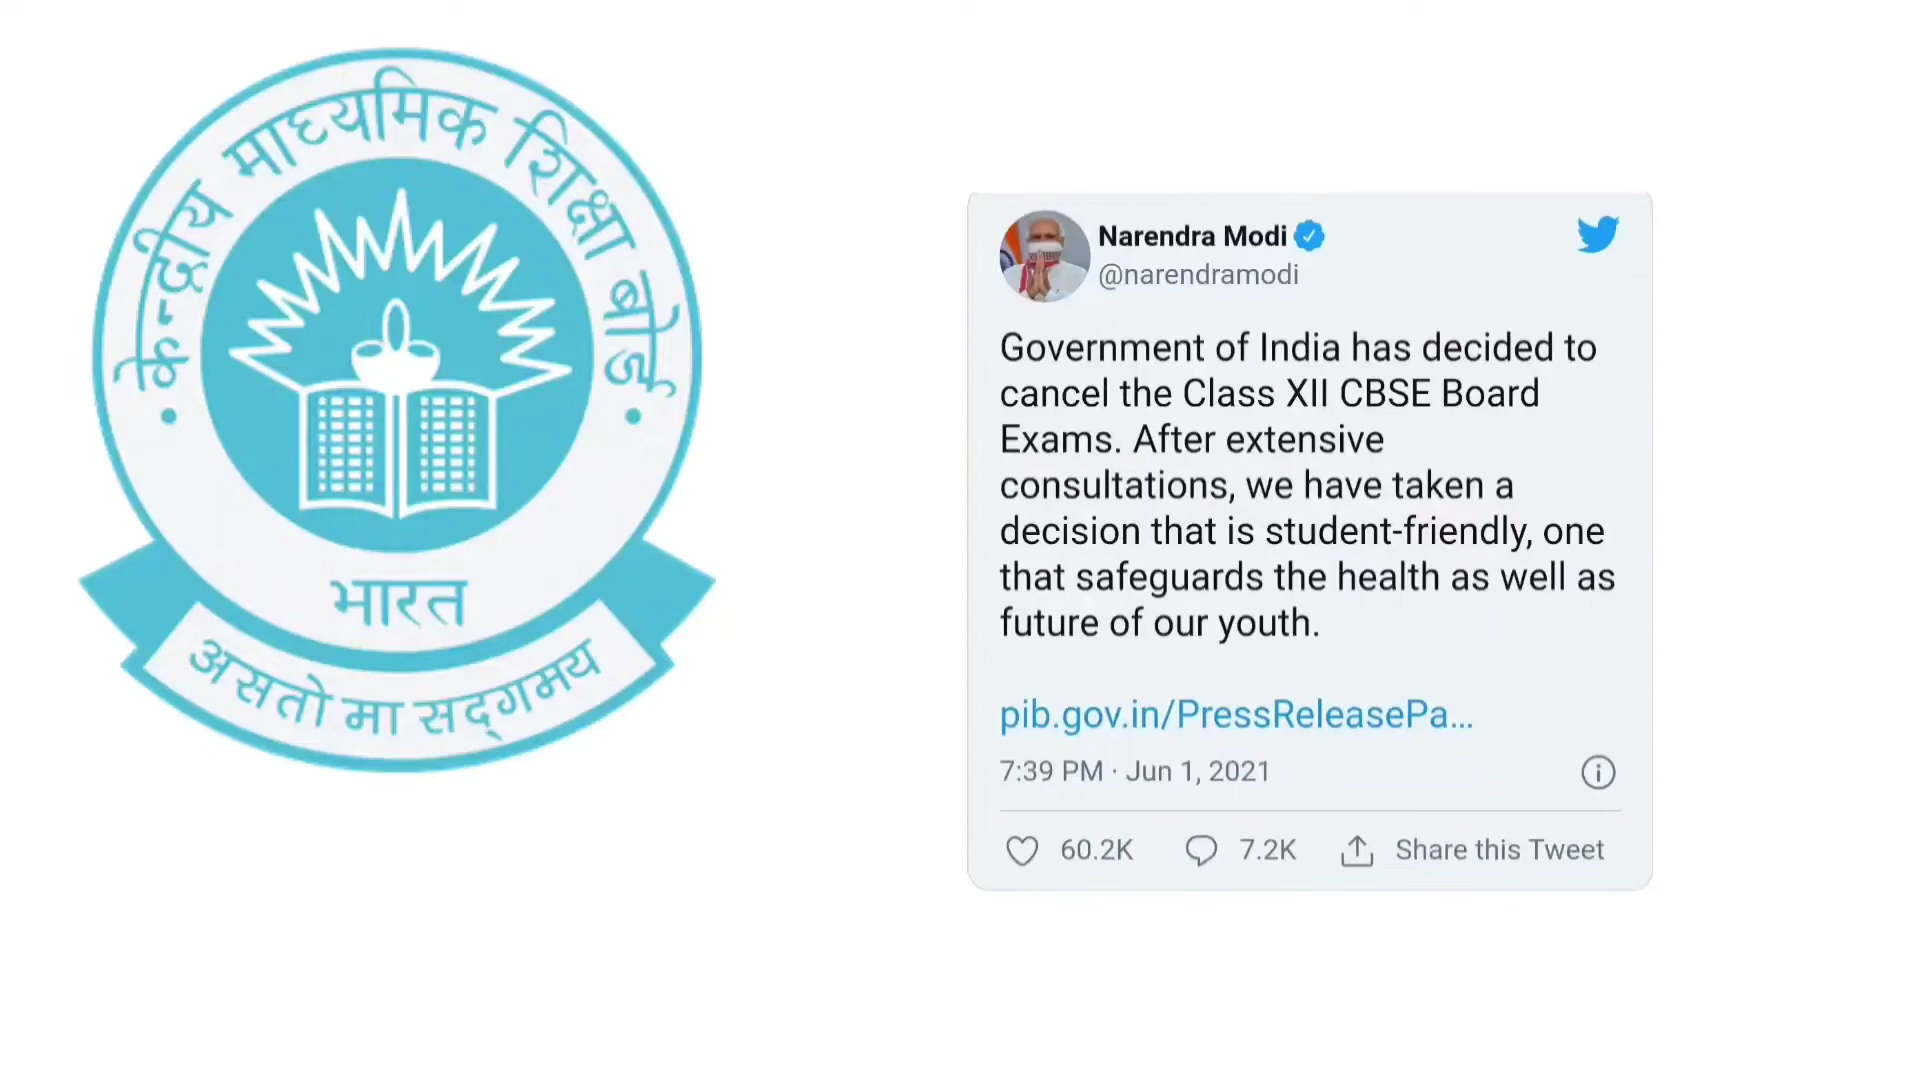 केन्द्रीय माध्यमिक शिक्षा बोर्ड
भारत
असतो मा सद्गमय
Narendra Modi
@narendramodi
Government of India has decided to
cancel the Class XII CBSE Board
Exams. After extensive
consultations, we have taken a
decision that is student-friendly, one
that safeguards the health as well as
future of our youth.
pib.gov.in/PressReleasePa...
7:39 PM · Jun 1, 2021
60.2K 7.2K Share this Tweet